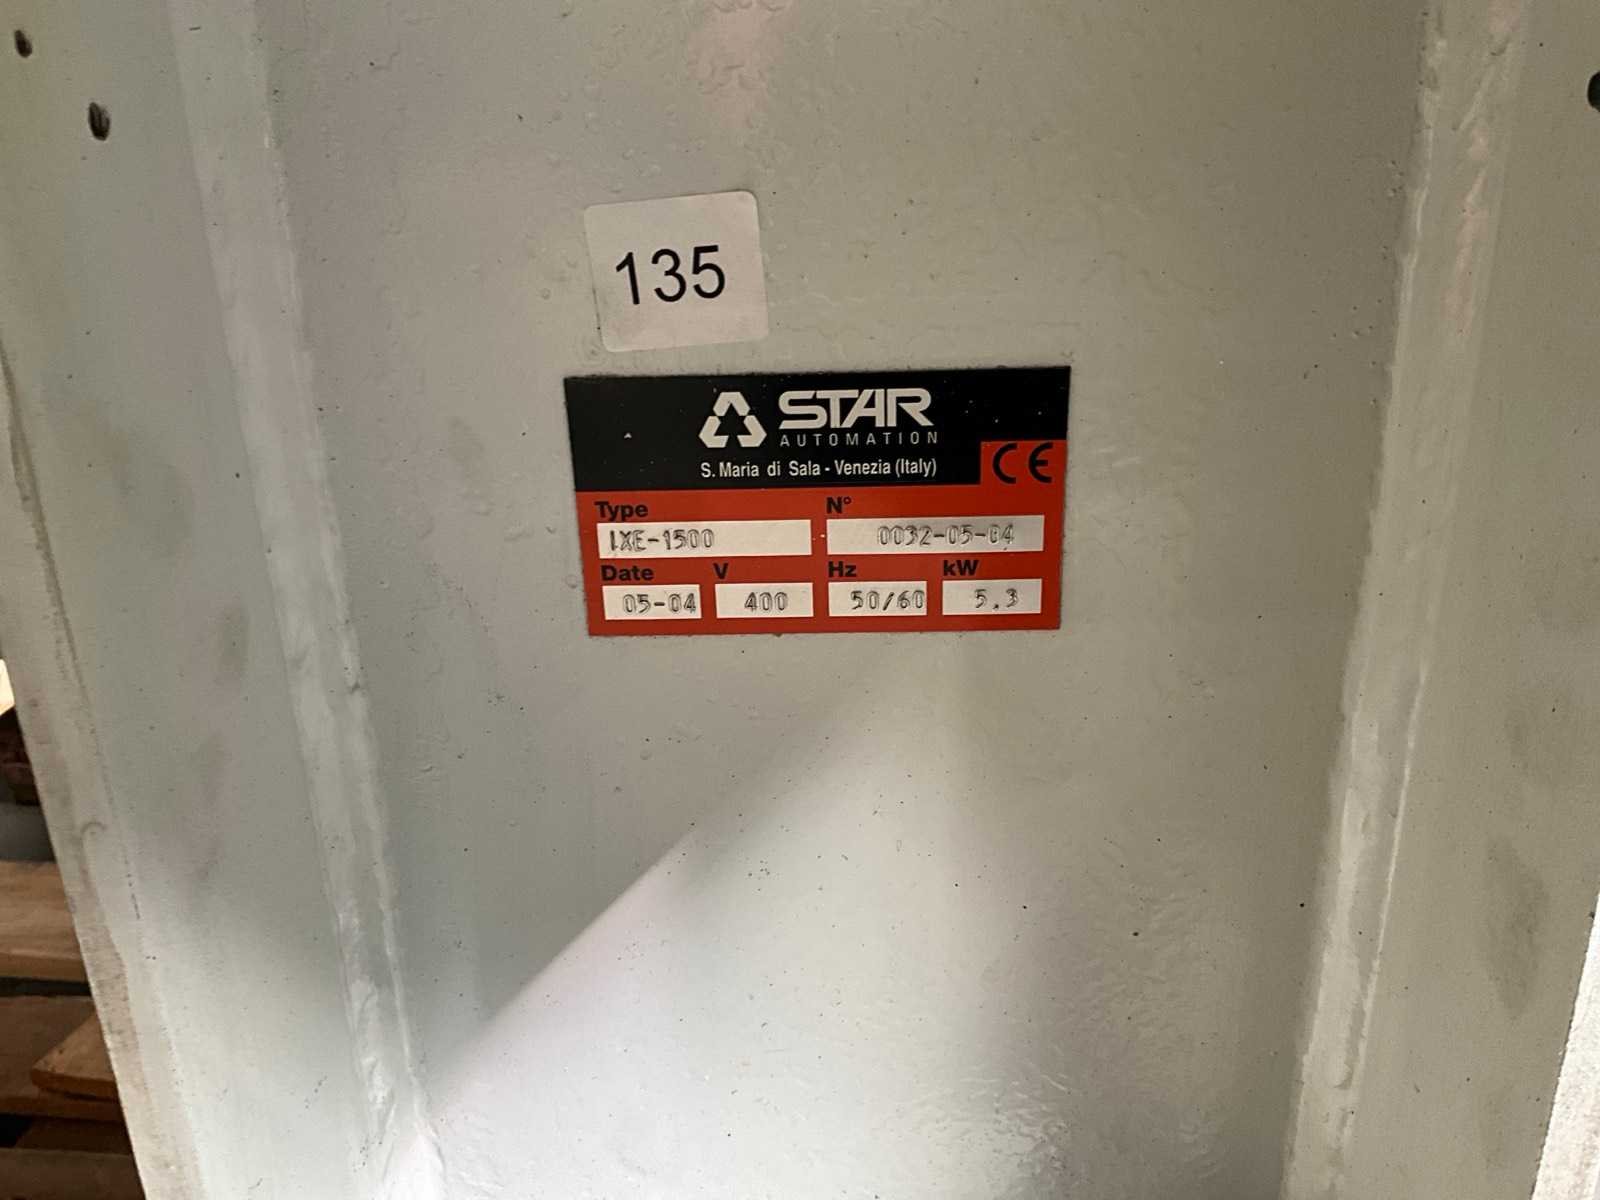 135
STAR
AUTOMATION
S. Maria di Sala - Venezia (Italy)
CE
Type N°
IXE-1500 0032-05-04
Date V Hz kW
05-04 400 50/60 5.3